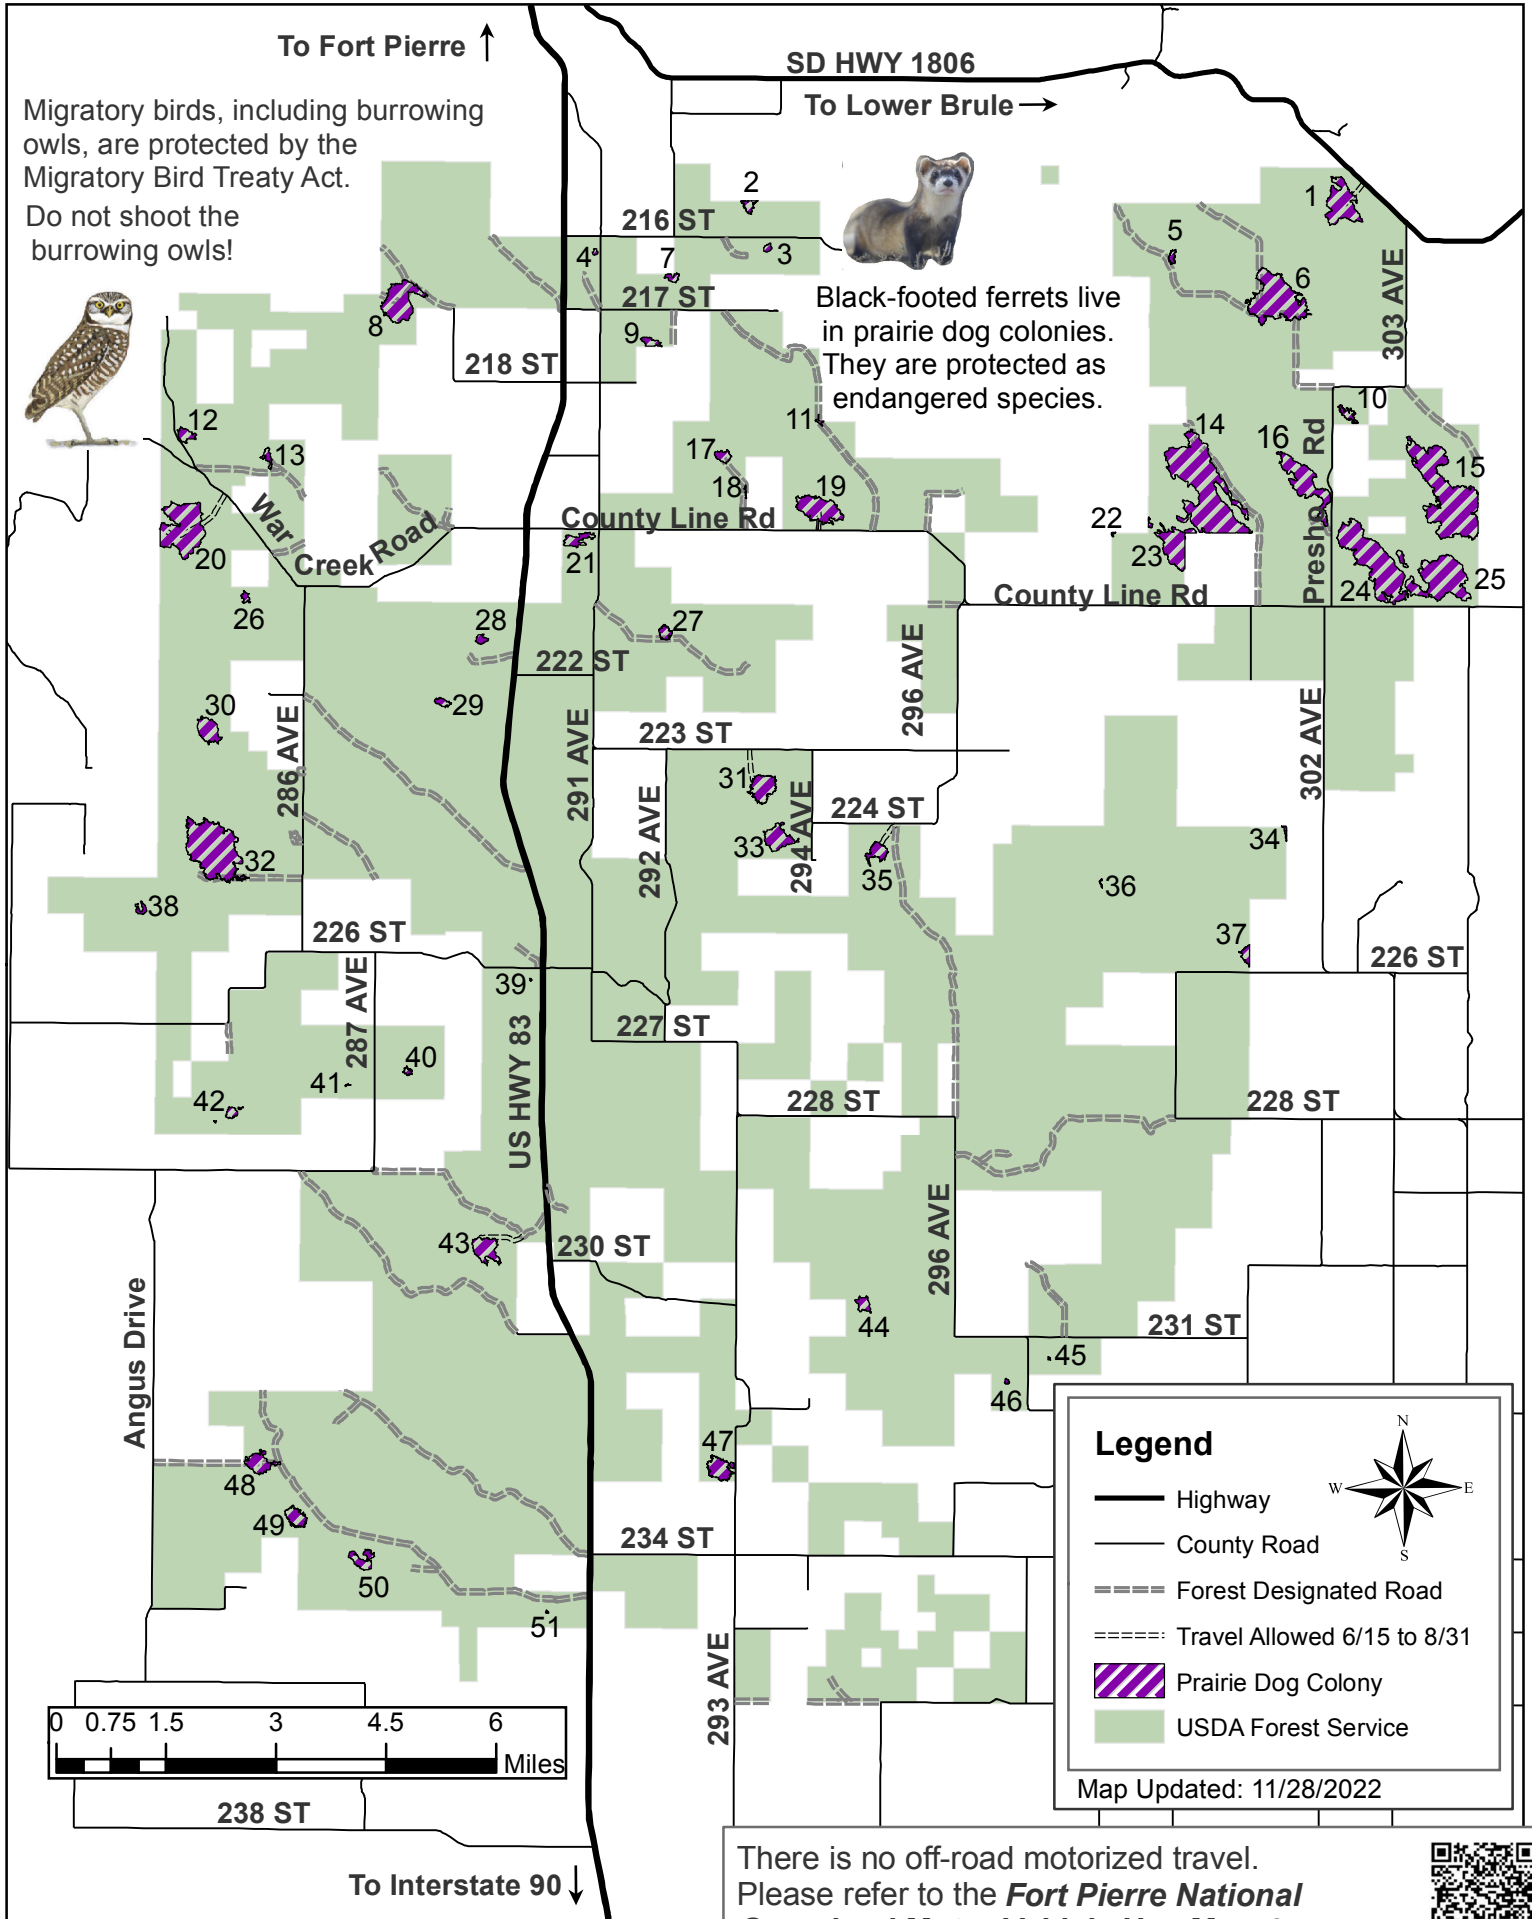 To Fort Pierre
SD HWY 1806
To Lower Brule
Migratory birds, including burrowing
owls, are protected by the
Migratory Bird Treaty Act.
Do not shoot the
burrowing owls!
2
1
216 ST
5
4
7
3
6
217 ST
8
9
Black-footed ferrets live
in prairie dog colonies.
They are protected as
endangered species.
303 AVE
218 ST
10
12
11
14
16
13
17
15
18
19
War
Creek
Road
County Line Rd
22
Presho Rd
20
21
23
24
25
26
County Line Rd
28
27
222 ST
296 AVE
29
30
286 AVE
291 AVE
223 ST
302 AVE
31
292 AVE
294 AVE
224 ST
33
34
32
35
36
38
37
226 ST
226 ST
287 AVE
39
227 ST
US HWY 83
40
41
42
228 ST
228 ST
296 AVE
43
230 ST
Angus Drive
44
231 ST
45
46
47
48
49
234 ST
50
51
293 AVE
Legend
N
W
E
S
Highway
County Road
Forest Designated Road
Travel Allowed 6/15 to 8/31
Prairie Dog Colony
USDA Forest Service
Map Updated: 11/28/2022
0 0.75 1.5 3 4.5 6
Miles
238 ST
To Interstate 90
There is no off-road motorized travel.
Please refer to the Fort Pierre National